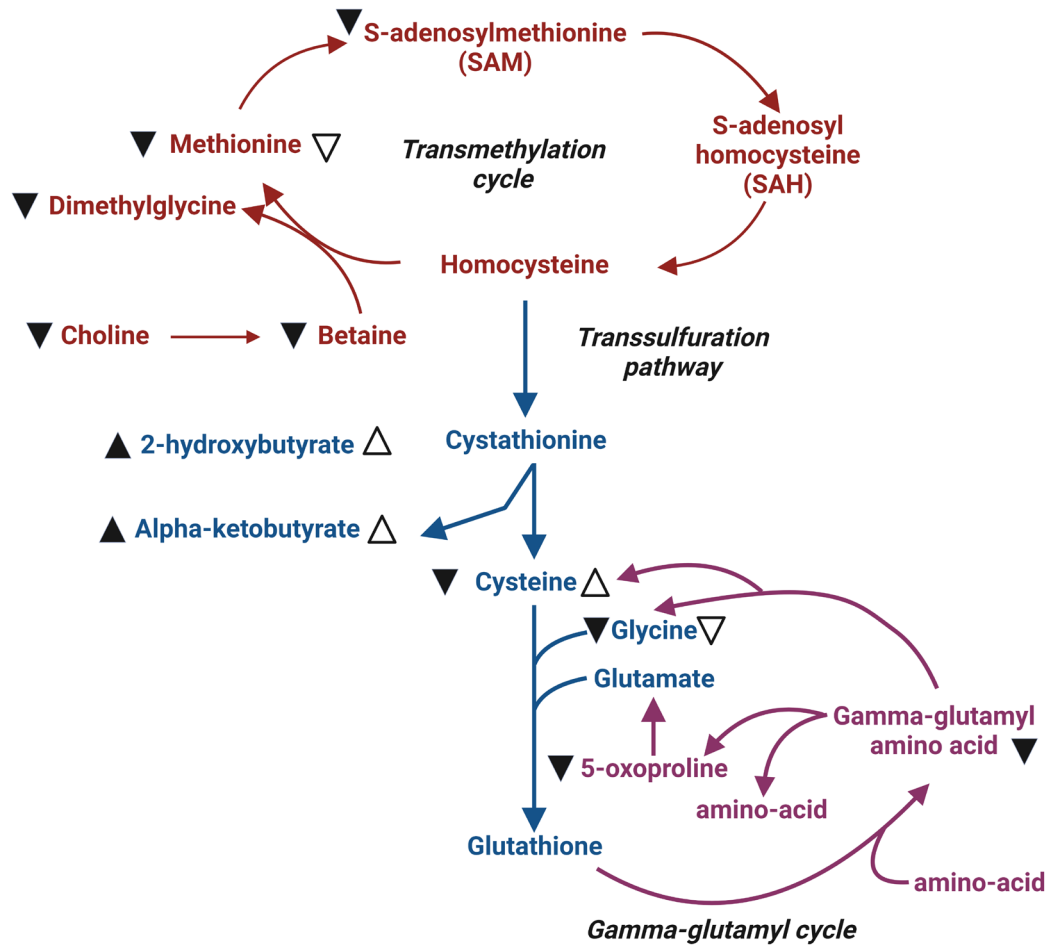 S-adenosylmethionine
(SAM)
S-adenosyl
homocysteine
(SAH)
Methionine
Transmethylation
cycle
Dimethylglycine
Homocysteine
Choline
Betaine
Transsulfuration
pathway
2-hydroxybutyrate
Cystathionine
Alpha-ketobutyrate
Cysteine
Glycine
Glutamate
Gamma-glutamyl
amino acid
5-oxoproline
amino-acid
Glutathione
amino-acid
Gamma-glutamyl cycle